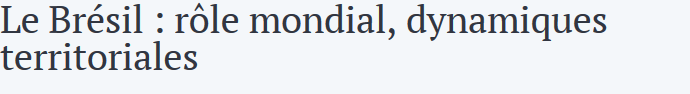 Le Brésil : rôle mondial, dynamiques
territoriales